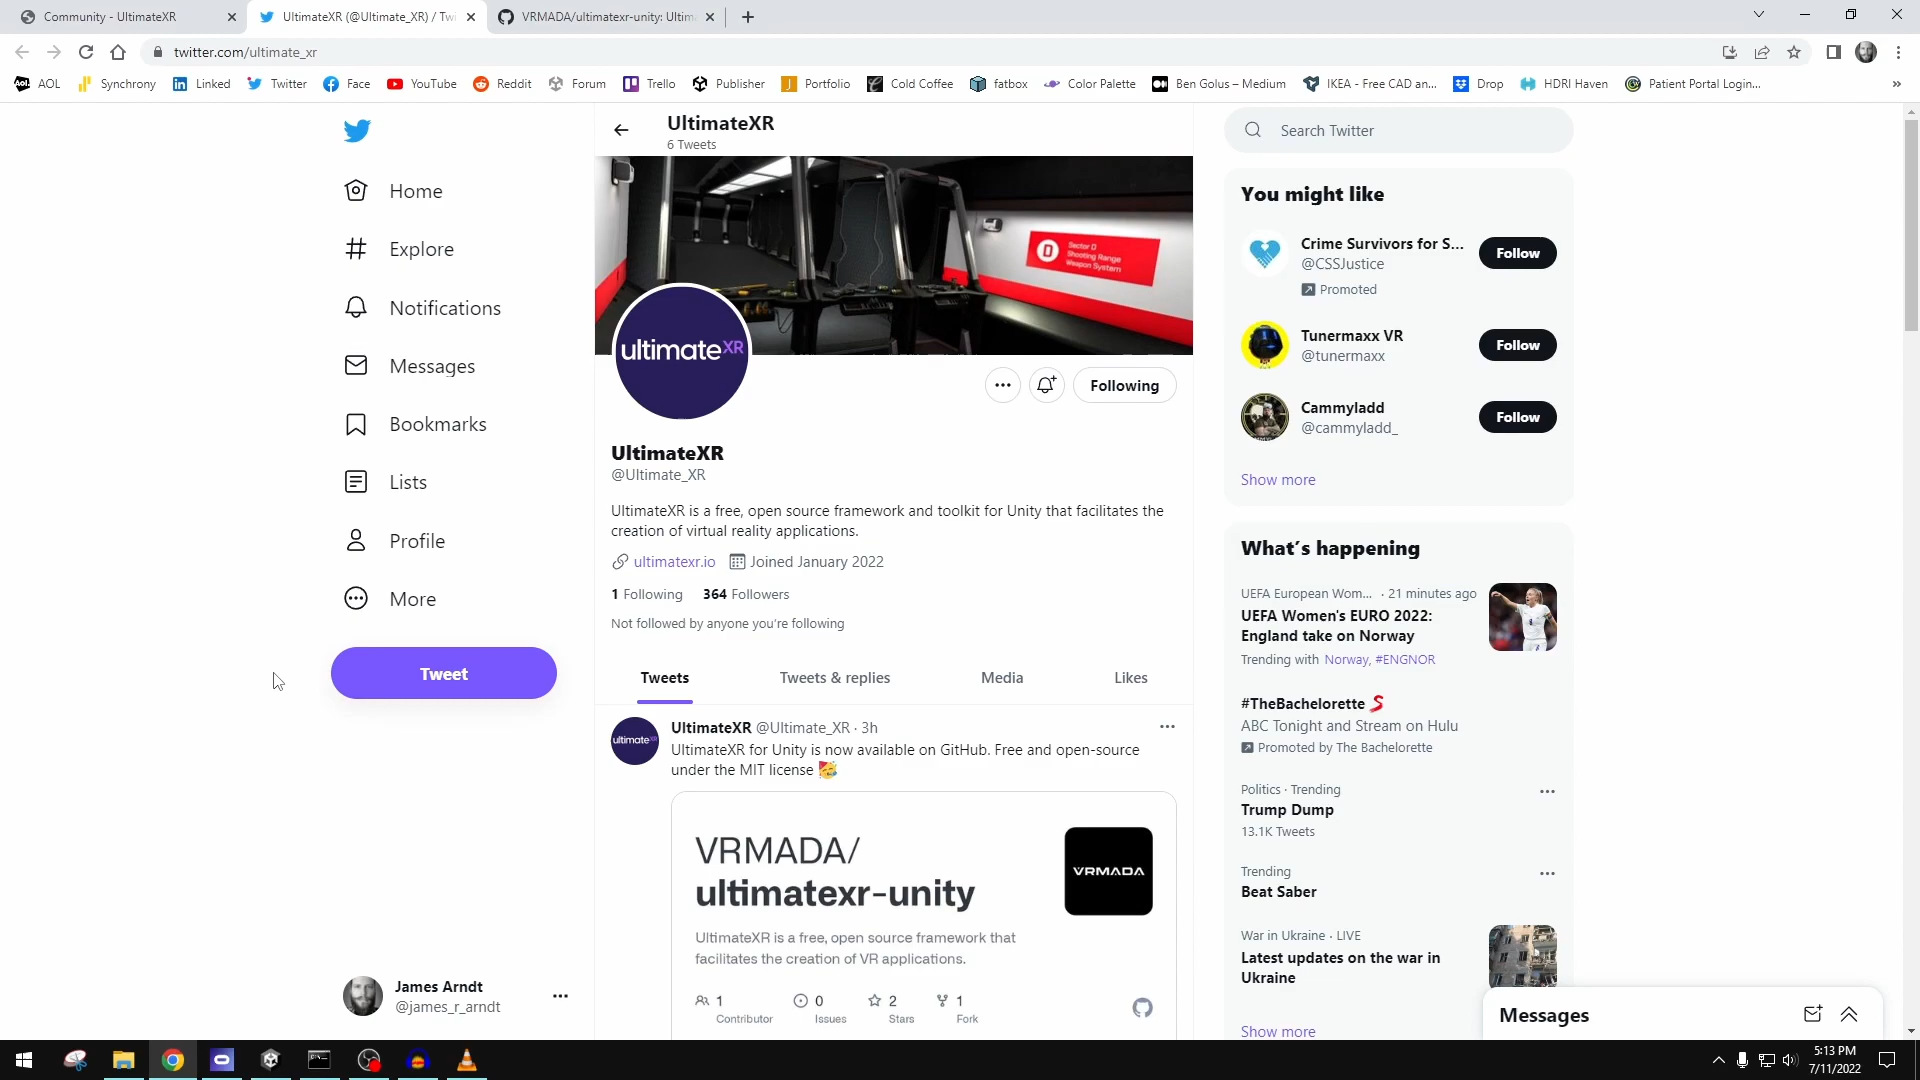 Community - UltimateXR
UltimateXR (@Ultimate_XR) / Twi
VRMADA/ultimatexr-unity: Ultim
twitter.com/ultimate_xr
AOL
Synchrony
Linked
Twitter
Face
YouTube
Reddit
Forum
Trello
Publisher
Portfolio
Cold Coffee
fatbox
Color Palette
Ben Golus – Medium
IKEA - Free CAD an...
Drop
HDRI Haven
Patient Portal Login...
»
Home
Explore
Notifications
Messages
Bookmarks
Lists
Profile
More
Tweet
James Arndt
@james_r_arndt
UltimateXR
6 Tweets
D
Sector D
Shooting Range
Weapon System
ultimateXR
Following
UltimateXR
@Ultimate_XR
UltimateXR is a free, open source framework and toolkit for Unity that facilitates the
creation of virtual reality applications.
ultimatexr.io Joined January 2022
1 Following 364 Followers
Not followed by anyone you're following
Tweets Tweets & replies Media Likes
ultimateXR
UltimateXR @Ultimate_XR · 3h
UltimateXR for Unity is now available on GitHub. Free and open-source
under the MIT license 🥳
VRMADA/
ultimatexr-unity
VRMADA
UltimateXR is a free, open source framework that
facilitates the creation of VR applications.
1 0 2 1
Contributor Issues Stars Fork
Search Twitter
You might like
Crime Survivors for S...
@CSSJustice
Promoted
Follow
Tunermaxx VR
@tunermaxx
Follow
Cammyladd
@cammyladd_
Follow
Show more
What's happening
UEFA European Wom... · 21 minutes ago
UEFA Women's EURO 2022:
England take on Norway
Trending with Norway, #ENGNOR
#TheBachelorette
ABC Tonight and Stream on Hulu
Promoted by The Bachelorette
Politics · Trending
Trump Dump
13.1K Tweets
Trending
Beat Saber
War in Ukraine · LIVE
Latest updates on the war in
Ukraine
Show more
Messages
5:13 PM
7/11/2022